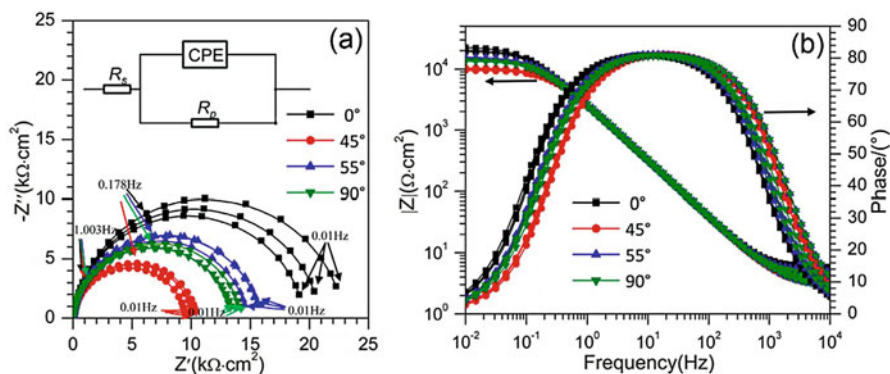 (a)
CPE
Rs
Rp
0°
45°
55°
90°
0.178Hz
1.003Hz
0.01Hz
0.01Hz
0.01Hz
0.01Hz
25
20
15
10
5
0
-Z''(kΩ·cm²)
0 5 10 15 20 25
Z'(kΩ·cm²)
(b)
10⁴
10³
10²
10¹
10⁰
|Z|(Ω·cm²)
0°
45°
55°
90°
90
80
70
60
50
40
30
20
10
0
Phase/(°)
10⁻² 10⁻¹ 10⁰ 10¹ 10² 10³ 10⁴
Frequency(Hz)